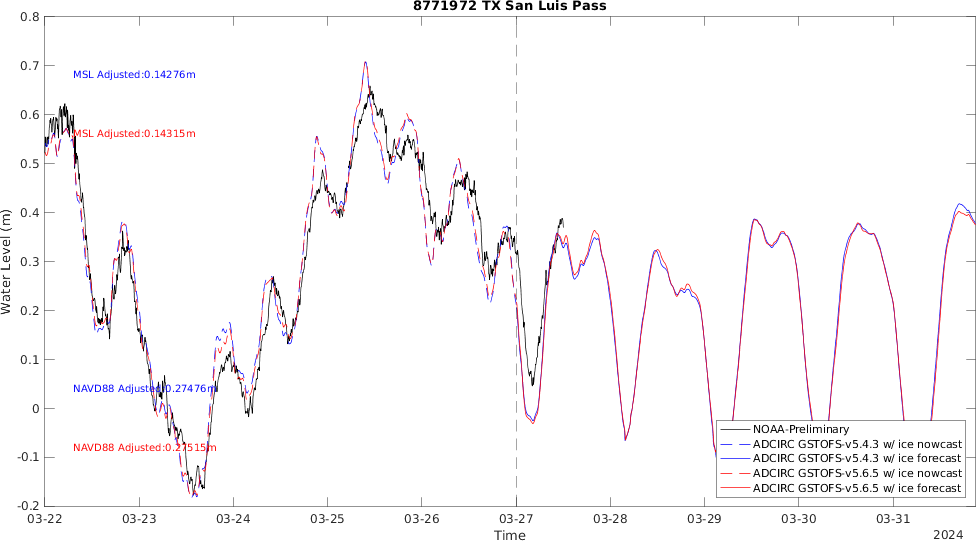 8771972 TX San Luis Pass
0.8
0.7
0.6
0.5
0.4
0.3
0.2
0.1
0
-0.1
-0.2
Water Level (m)
MSL Adjusted:0.14276m
MSL Adjusted:0.14315m
NAVD88 Adjusted:0.27476m
NAVD88 Adjusted:0.27515m
NOAA-Preliminary
ADCIRC GSTOFS-v5.4.3 w/ ice nowcast
ADCIRC GSTOFS-v5.4.3 w/ ice forecast
ADCIRC GSTOFS-v5.6.5 w/ ice nowcast
ADCIRC GSTOFS-v5.6.5 w/ ice forecast
03-22 03-23 03-24 03-25 03-26 03-27 03-28 03-29 03-30 03-31
Time
2024